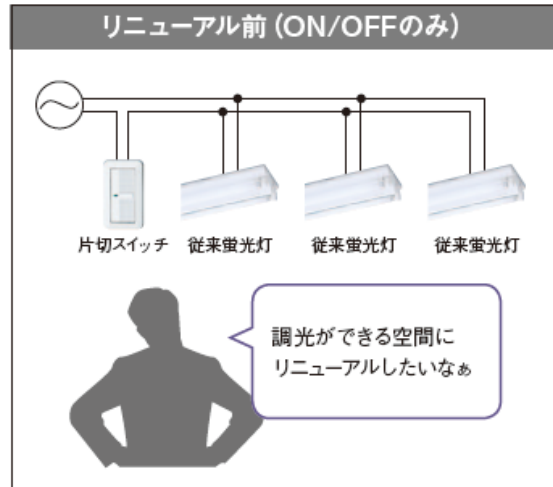 リニューアル前(ON/OFFのみ)
片切スイッチ 従来蛍光灯 従来蛍光灯 従来蛍光灯
調光ができる空間に
リニューアルしたいなぁ